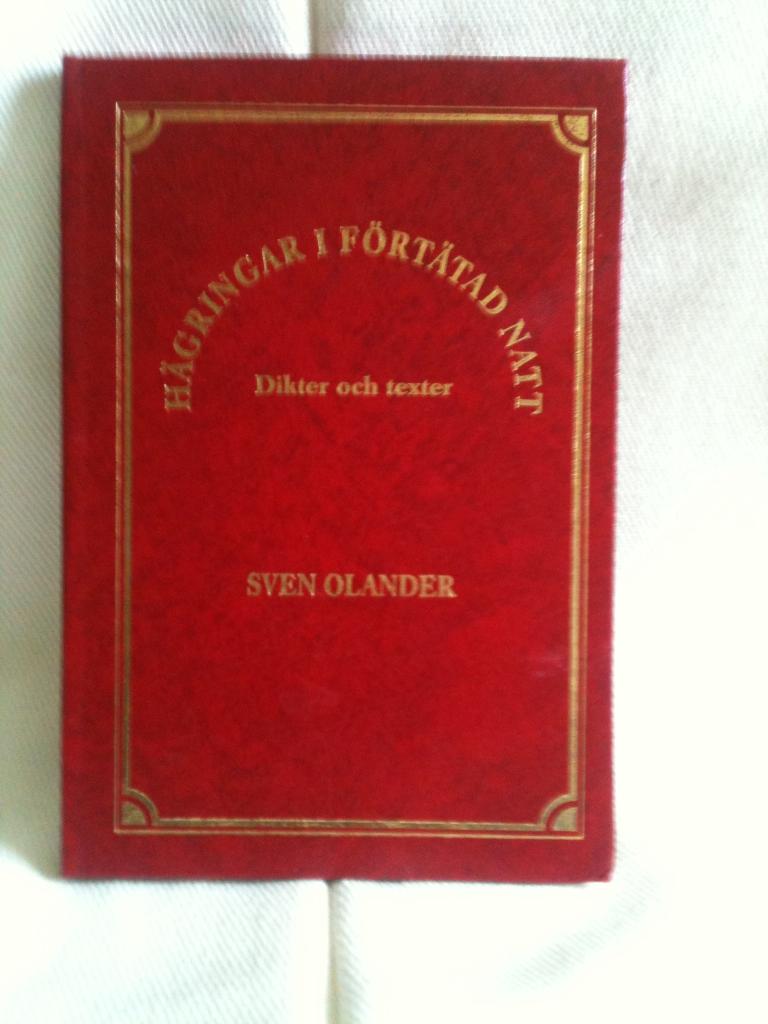 HÄGRINGAR I FÖRTÄTAD NATT
Dikter och texter
SVEN OLANDER